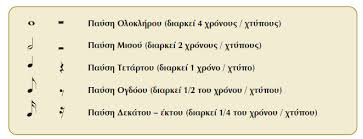 Παύση Ολοκλήρου (διαρκεί 4 χρόνους / χτύπους)
Παύση Μισού (διαρκεί 2 χρόνους / χτύπους)
Παύση Τετάρτου (διαρκεί 1 χρόνο / χτύπο)
Παύση Ογδόου (διαρκεί 1/2 του χρόνου / χτύπου)
Παύση Δεκάτου – έκτου (διαρκεί 1/4 του χρόνου / χτύπου)